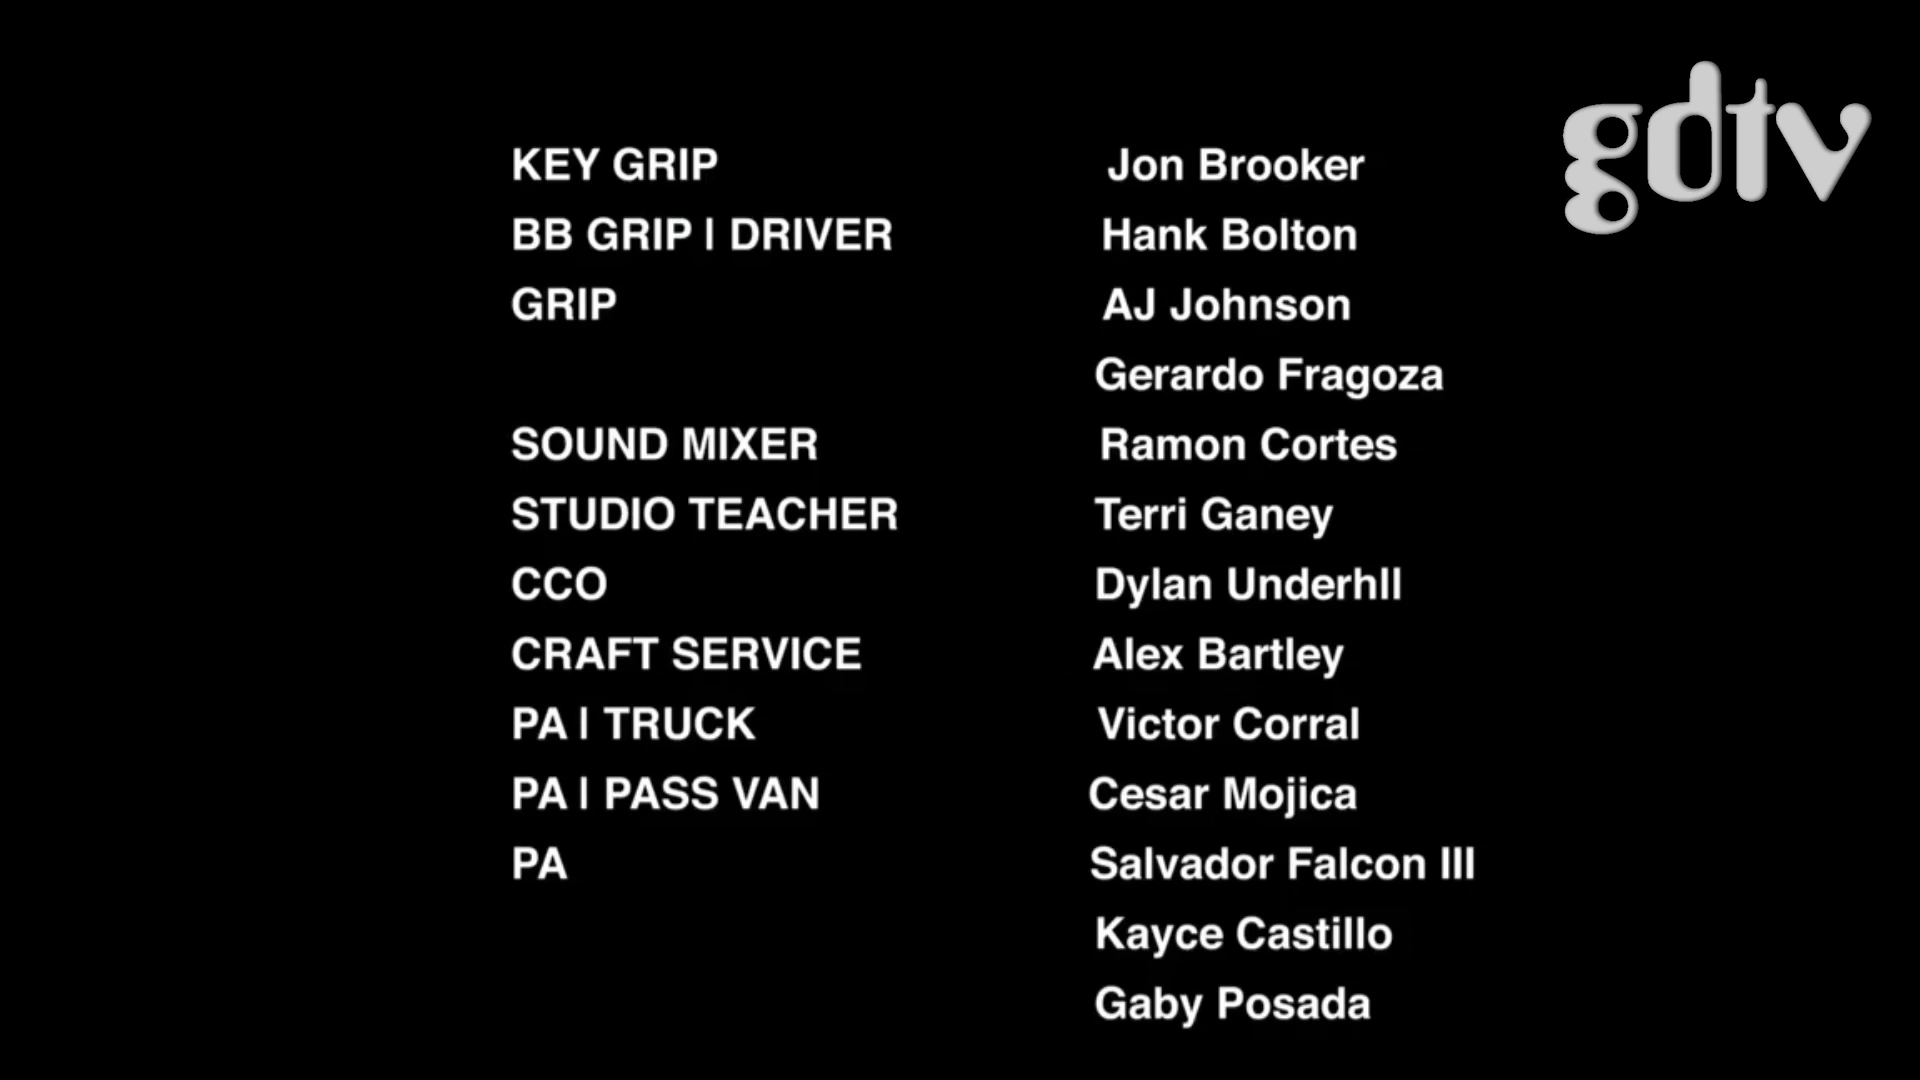 gdtv
KEY GRIP Jon Brooker
BB GRIP | DRIVER Hank Bolton
GRIP AJ Johnson
Gerardo Fragoza
SOUND MIXER Ramon Cortes
STUDIO TEACHER Terri Ganey
CCO Dylan Underhll
CRAFT SERVICE Alex Bartley
PA | TRUCK Victor Corral
PA | PASS VAN Cesar Mojica
PA Salvador Falcon III
Kayce Castillo
Gaby Posada